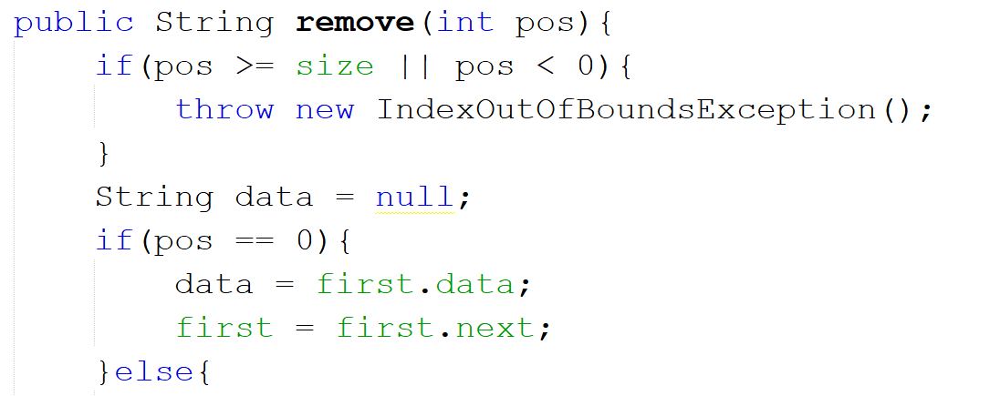 public String remove(int pos){
if(pos >= size || pos < 0){
throw new IndexOutOfBoundsException();
}
String data = null;
if(pos == 0){
data = first.data;
first = first.next;
}else{